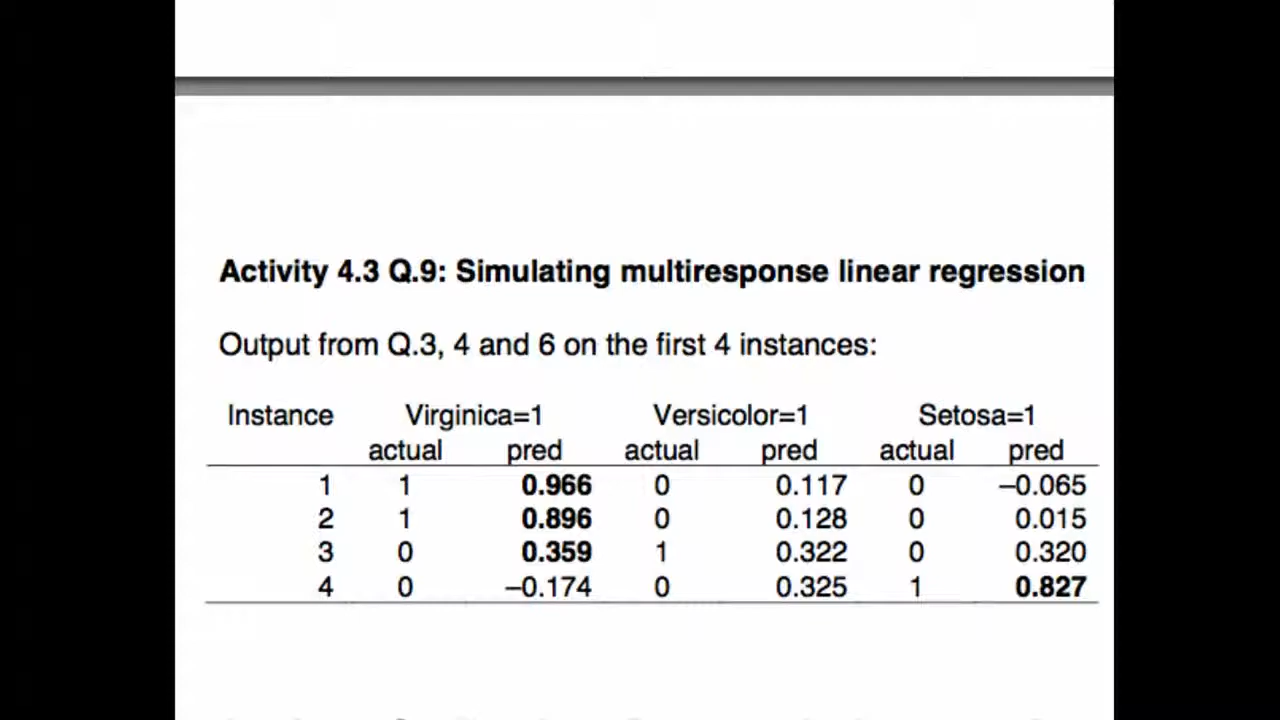 Activity 4.3 Q.9: Simulating multiresponse linear regression
Output from Q.3, 4 and 6 on the first 4 instances:
Instance Virginica=1 Versicolor=1 Setosa=1
actual pred actual pred actual pred
1 1 0.966 0 0.117 0 –0.065
2 1 0.896 0 0.128 0 0.015
3 0 0.359 1 0.322 0 0.320
4 0 –0.174 0 0.325 1 0.827